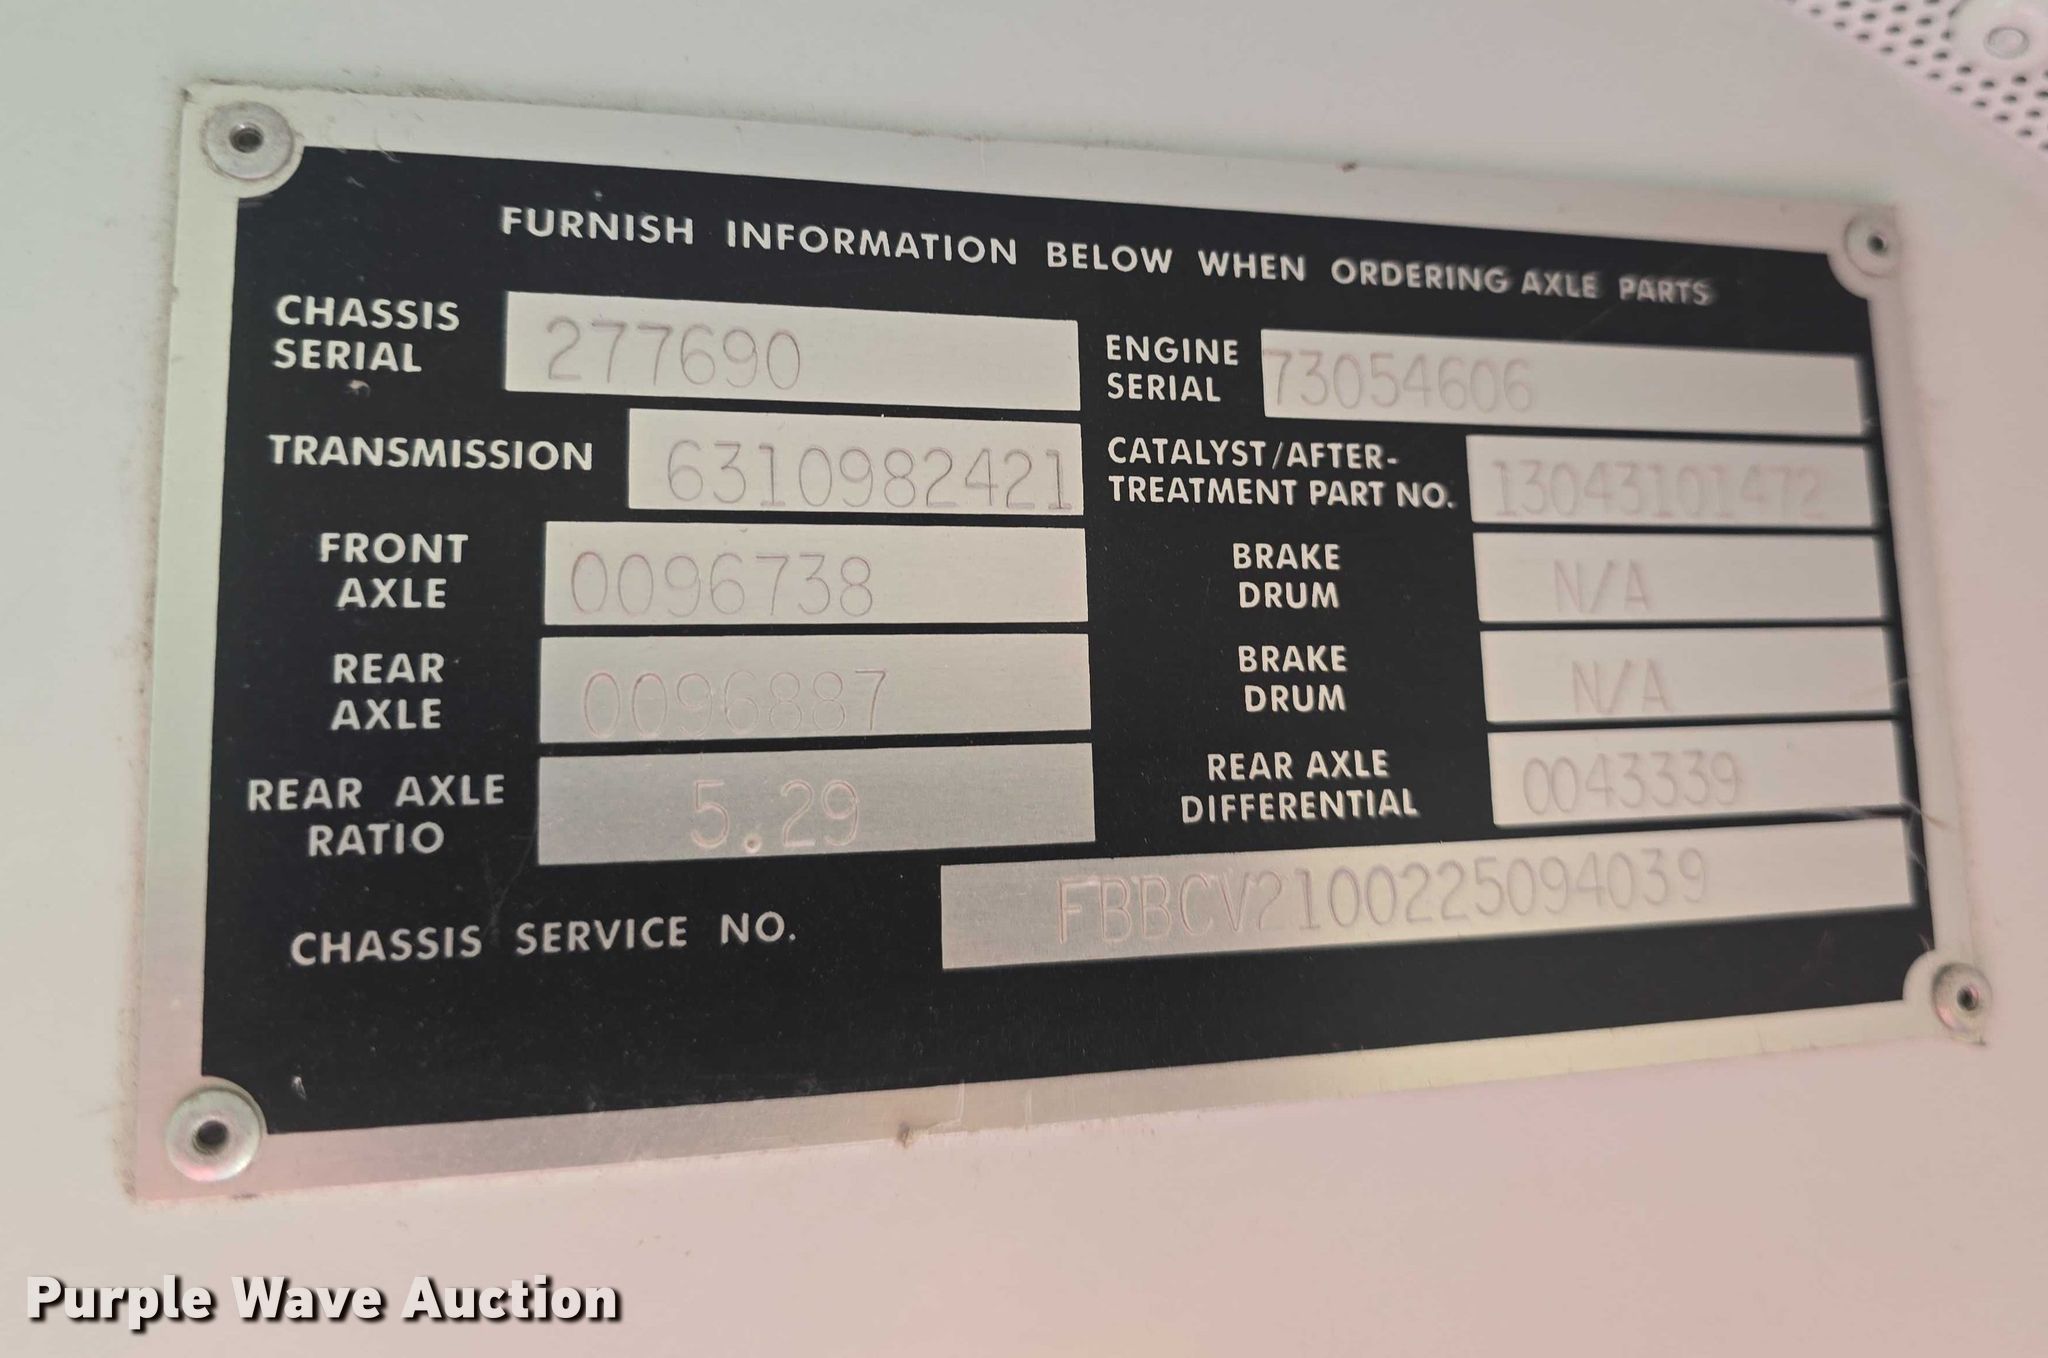 FURNISH INFORMATION BELOW WHEN ORDERING AXLE PARTS
CHASSIS
SERIAL
277690
ENGINE
SERIAL
73054606
TRANSMISSION
6310982421
CATALYST/AFTER-
TREATMENT PART NO.
13043101472
FRONT
AXLE
0096738
BRAKE
DRUM
N/A
REAR
AXLE
0096887
BRAKE
DRUM
N/A
REAR AXLE
RATIO
5.29
REAR AXLE
DIFFERENTIAL
0043339
CHASSIS SERVICE NO.
FBBCV2100225094039
Purple Wave Auction